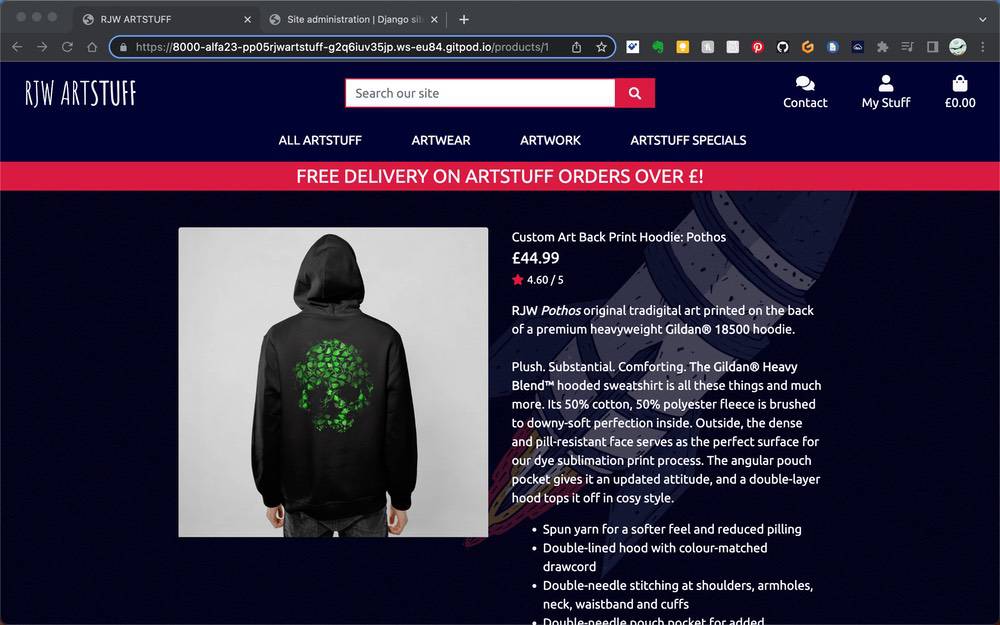 RJW ARTSTUFF
Site administration | Django sit
https://8000-alfa23-pp05rjwartstuff-g2q6iuv35jp.ws-eu84.gitpod.io/products/1
RJW ARTSTUFF
Search our site
Contact
My Stuff
£0.00
ALL ARTSTUFF
ARTWEAR
ARTWORK
ARTSTUFF SPECIALS
FREE DELIVERY ON ARTSTUFF ORDERS OVER £!
Custom Art Back Print Hoodie: Pothos
£44.99
4.60 / 5
RJW Pothos original tradigital art printed on the back
of a premium heavyweight Gildan® 18500 hoodie.
Plush. Substantial. Comforting. The Gildan® Heavy
Blend™ hooded sweatshirt is all these things and much
more. Its 50% cotton, 50% polyester fleece is brushed
to downy-soft perfection inside. Outside, the dense
and pill-resistant face serves as the perfect surface for
our dye sublimation print process. The angular pouch
pocket gives it an updated attitude, and a double-layer
hood tops it off in cosy style.
• Spun yarn for a softer feel and reduced pilling
• Double-lined hood with colour-matched
drawcord
• Double-needle stitching at shoulders, armholes,
neck, waistband and cuffs
• Double-needle pouch pocket for added